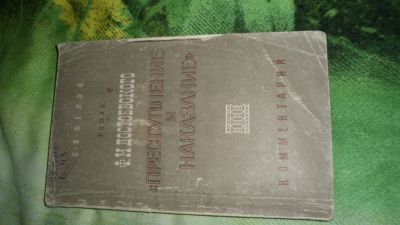 С·В·БЕЛОВ
РОМАН
Ф·М·ДОСТОЕВСКОГО
«ПРЕСТУПЛЕНИЕ
И
НАКАЗАНИЕ»
КОММЕНТАРИЙ